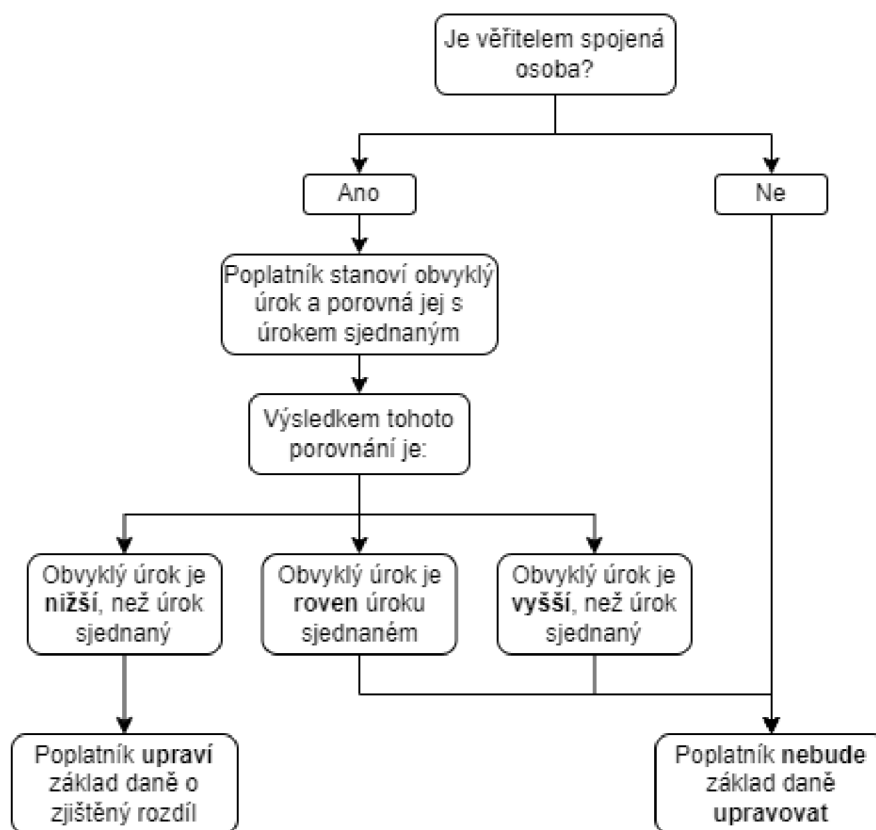 Je věřitelem spojená
osoba?
Ano
Ne
Poplatník stanoví obvyklý
úrok a porovná jej s
úrokem sjednaným
Výsledkem tohoto
porovnání je:
Obvyklý úrok je
nižší, než úrok
sjednaný
Obvyklý úrok je
roven úroku
sjednaném
Obvyklý úrok je
vyšší, než úrok
sjednaný
Poplatník upraví
základ daně o
zjištěný rozdíl
Poplatník nebude
základ daně
upravovat